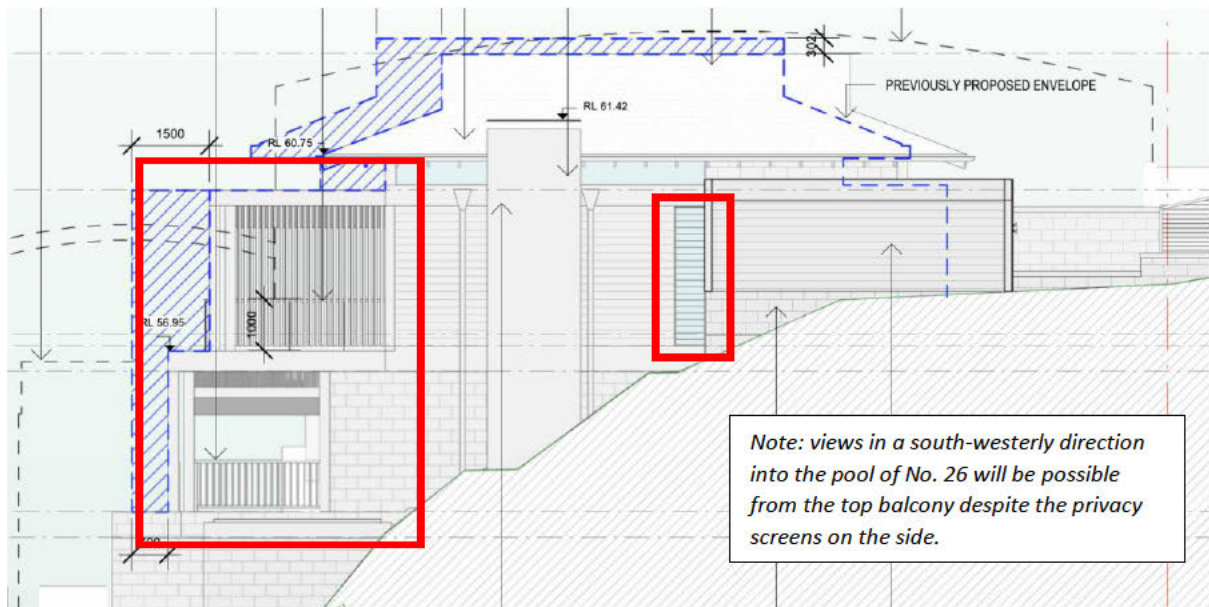 302
PREVIOUSLY PROPOSED ENVELOPE
RL 61.42
1500
RL 60.75
1000
RL 56.95
Note: views in a south-westerly direction
into the pool of No. 26 will be possible
from the top balcony despite the privacy
screens on the side.